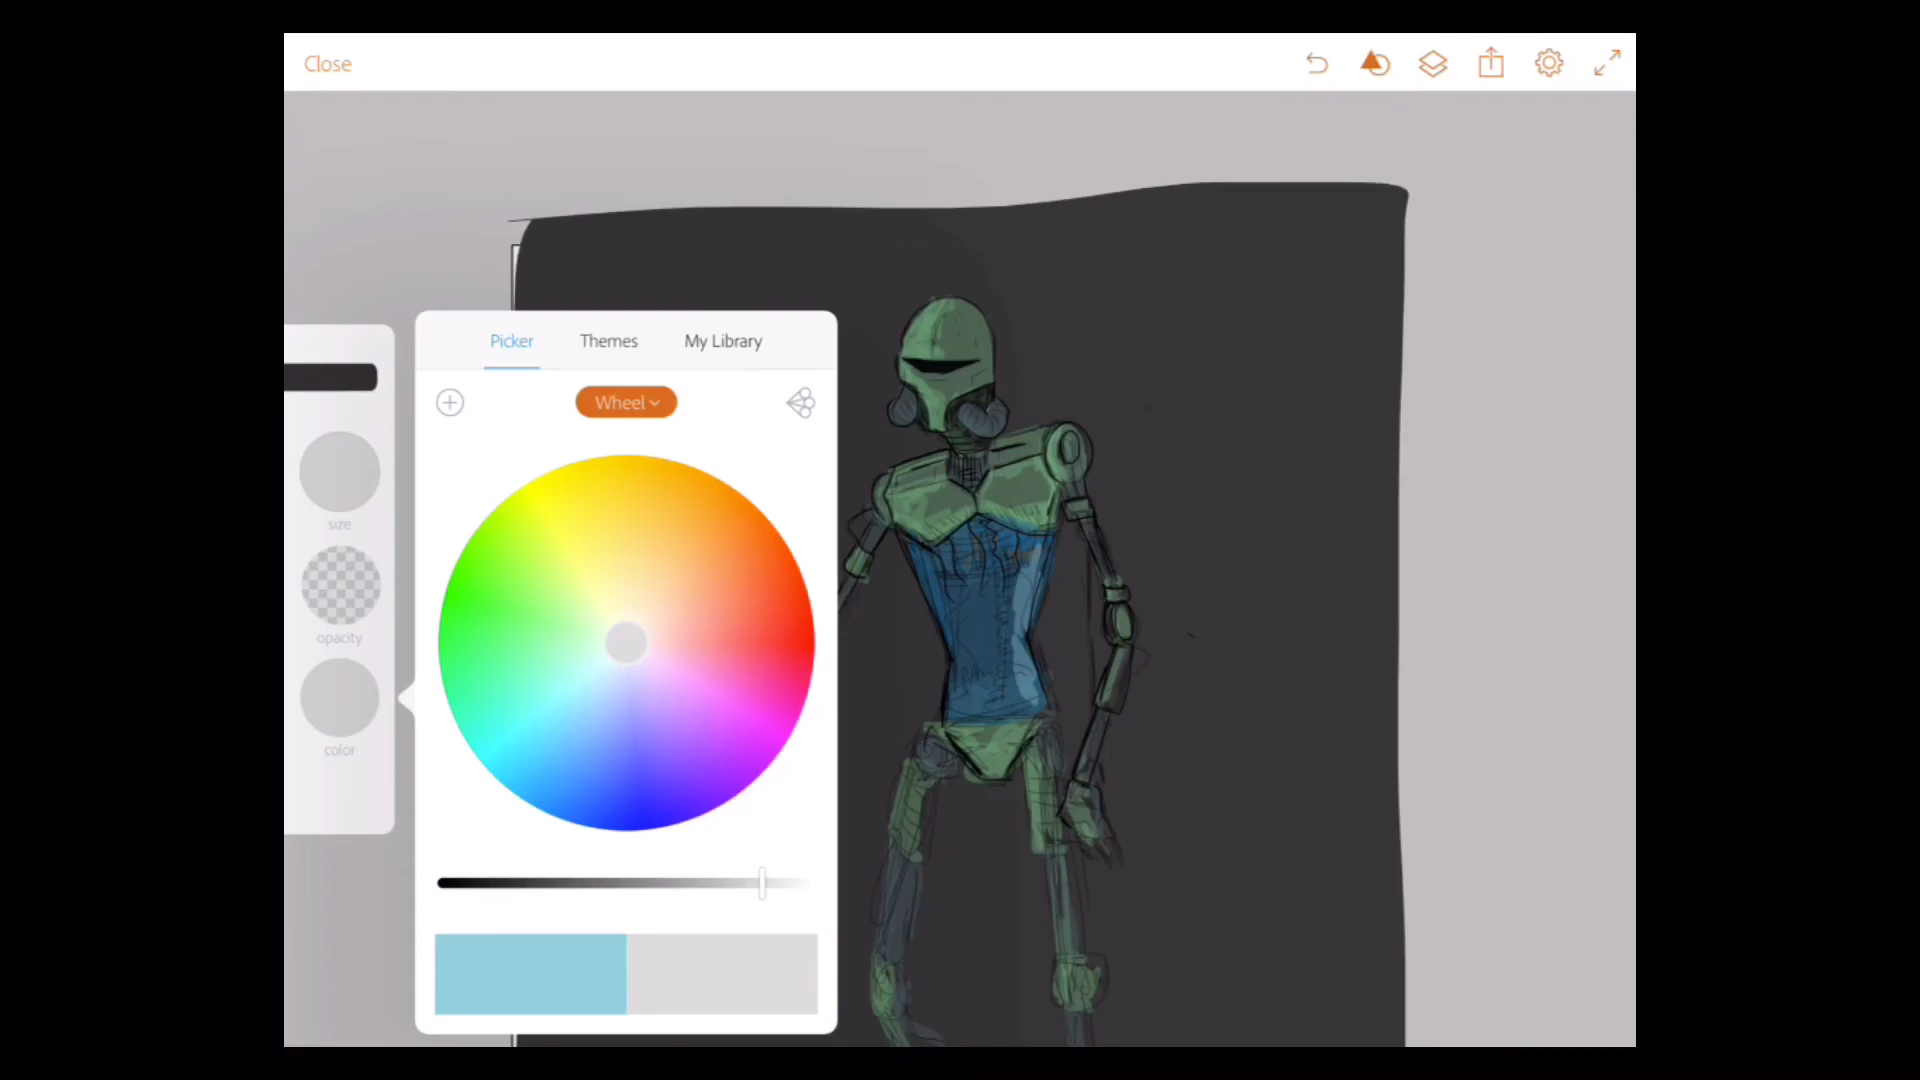 Close
Picker Themes My Library
Wheel
size
opacity
color